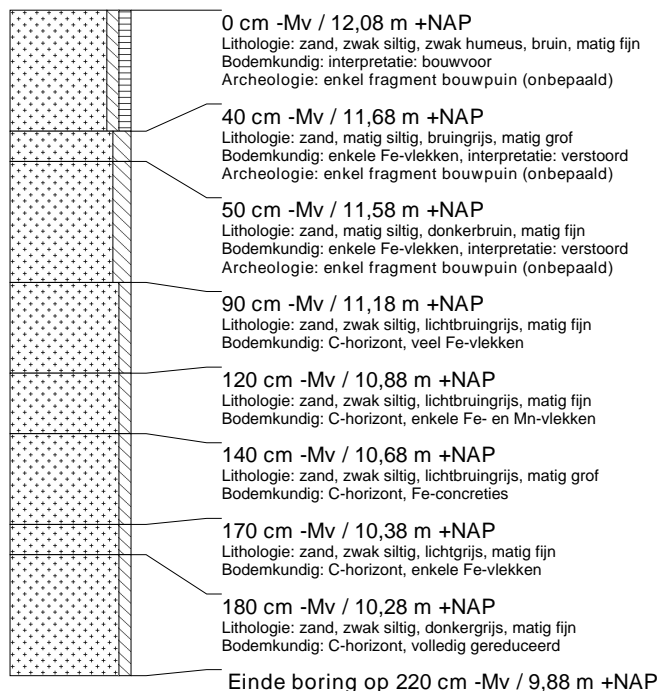 0 cm -Mv / 12,08 m +NAP
Lithologie: zand, zwak siltig, zwak humeus, bruin, matig fijn
Bodemkundig: interpretatie: bouwvoor
Archeologie: enkel fragment bouwpuin (onbepaald)
40 cm -Mv / 11,68 m +NAP
Lithologie: zand, matig siltig, bruingrijs, matig grof
Bodemkundig: enkele Fe-vlekken, interpretatie: verstoord
Archeologie: enkel fragment bouwpuin (onbepaald)
50 cm -Mv / 11,58 m +NAP
Lithologie: zand, matig siltig, donkerbruin, matig fijn
Bodemkundig: enkele Fe-vlekken, interpretatie: verstoord
Archeologie: enkel fragment bouwpuin (onbepaald)
90 cm -Mv / 11,18 m +NAP
Lithologie: zand, zwak siltig, lichtbruingrijs, matig fijn
Bodemkundig: C-horizont, veel Fe-vlekken
120 cm -Mv / 10,88 m +NAP
Lithologie: zand, zwak siltig, lichtbruingrijs, matig fijn
Bodemkundig: C-horizont, enkele Fe- en Mn-vlekken
140 cm -Mv / 10,68 m +NAP
Lithologie: zand, zwak siltig, lichtbruingrijs, matig grof
Bodemkundig: C-horizont, Fe-concreties
170 cm -Mv / 10,38 m +NAP
Lithologie: zand, zwak siltig, lichtgrijs, matig fijn
Bodemkundig: C-horizont, enkele Fe-vlekken
180 cm -Mv / 10,28 m +NAP
Lithologie: zand, zwak siltig, donkergrijs, matig fijn
Bodemkundig: C-horizont, volledig gereduceerd
Einde boring op 220 cm -Mv / 9,88 m +NAP